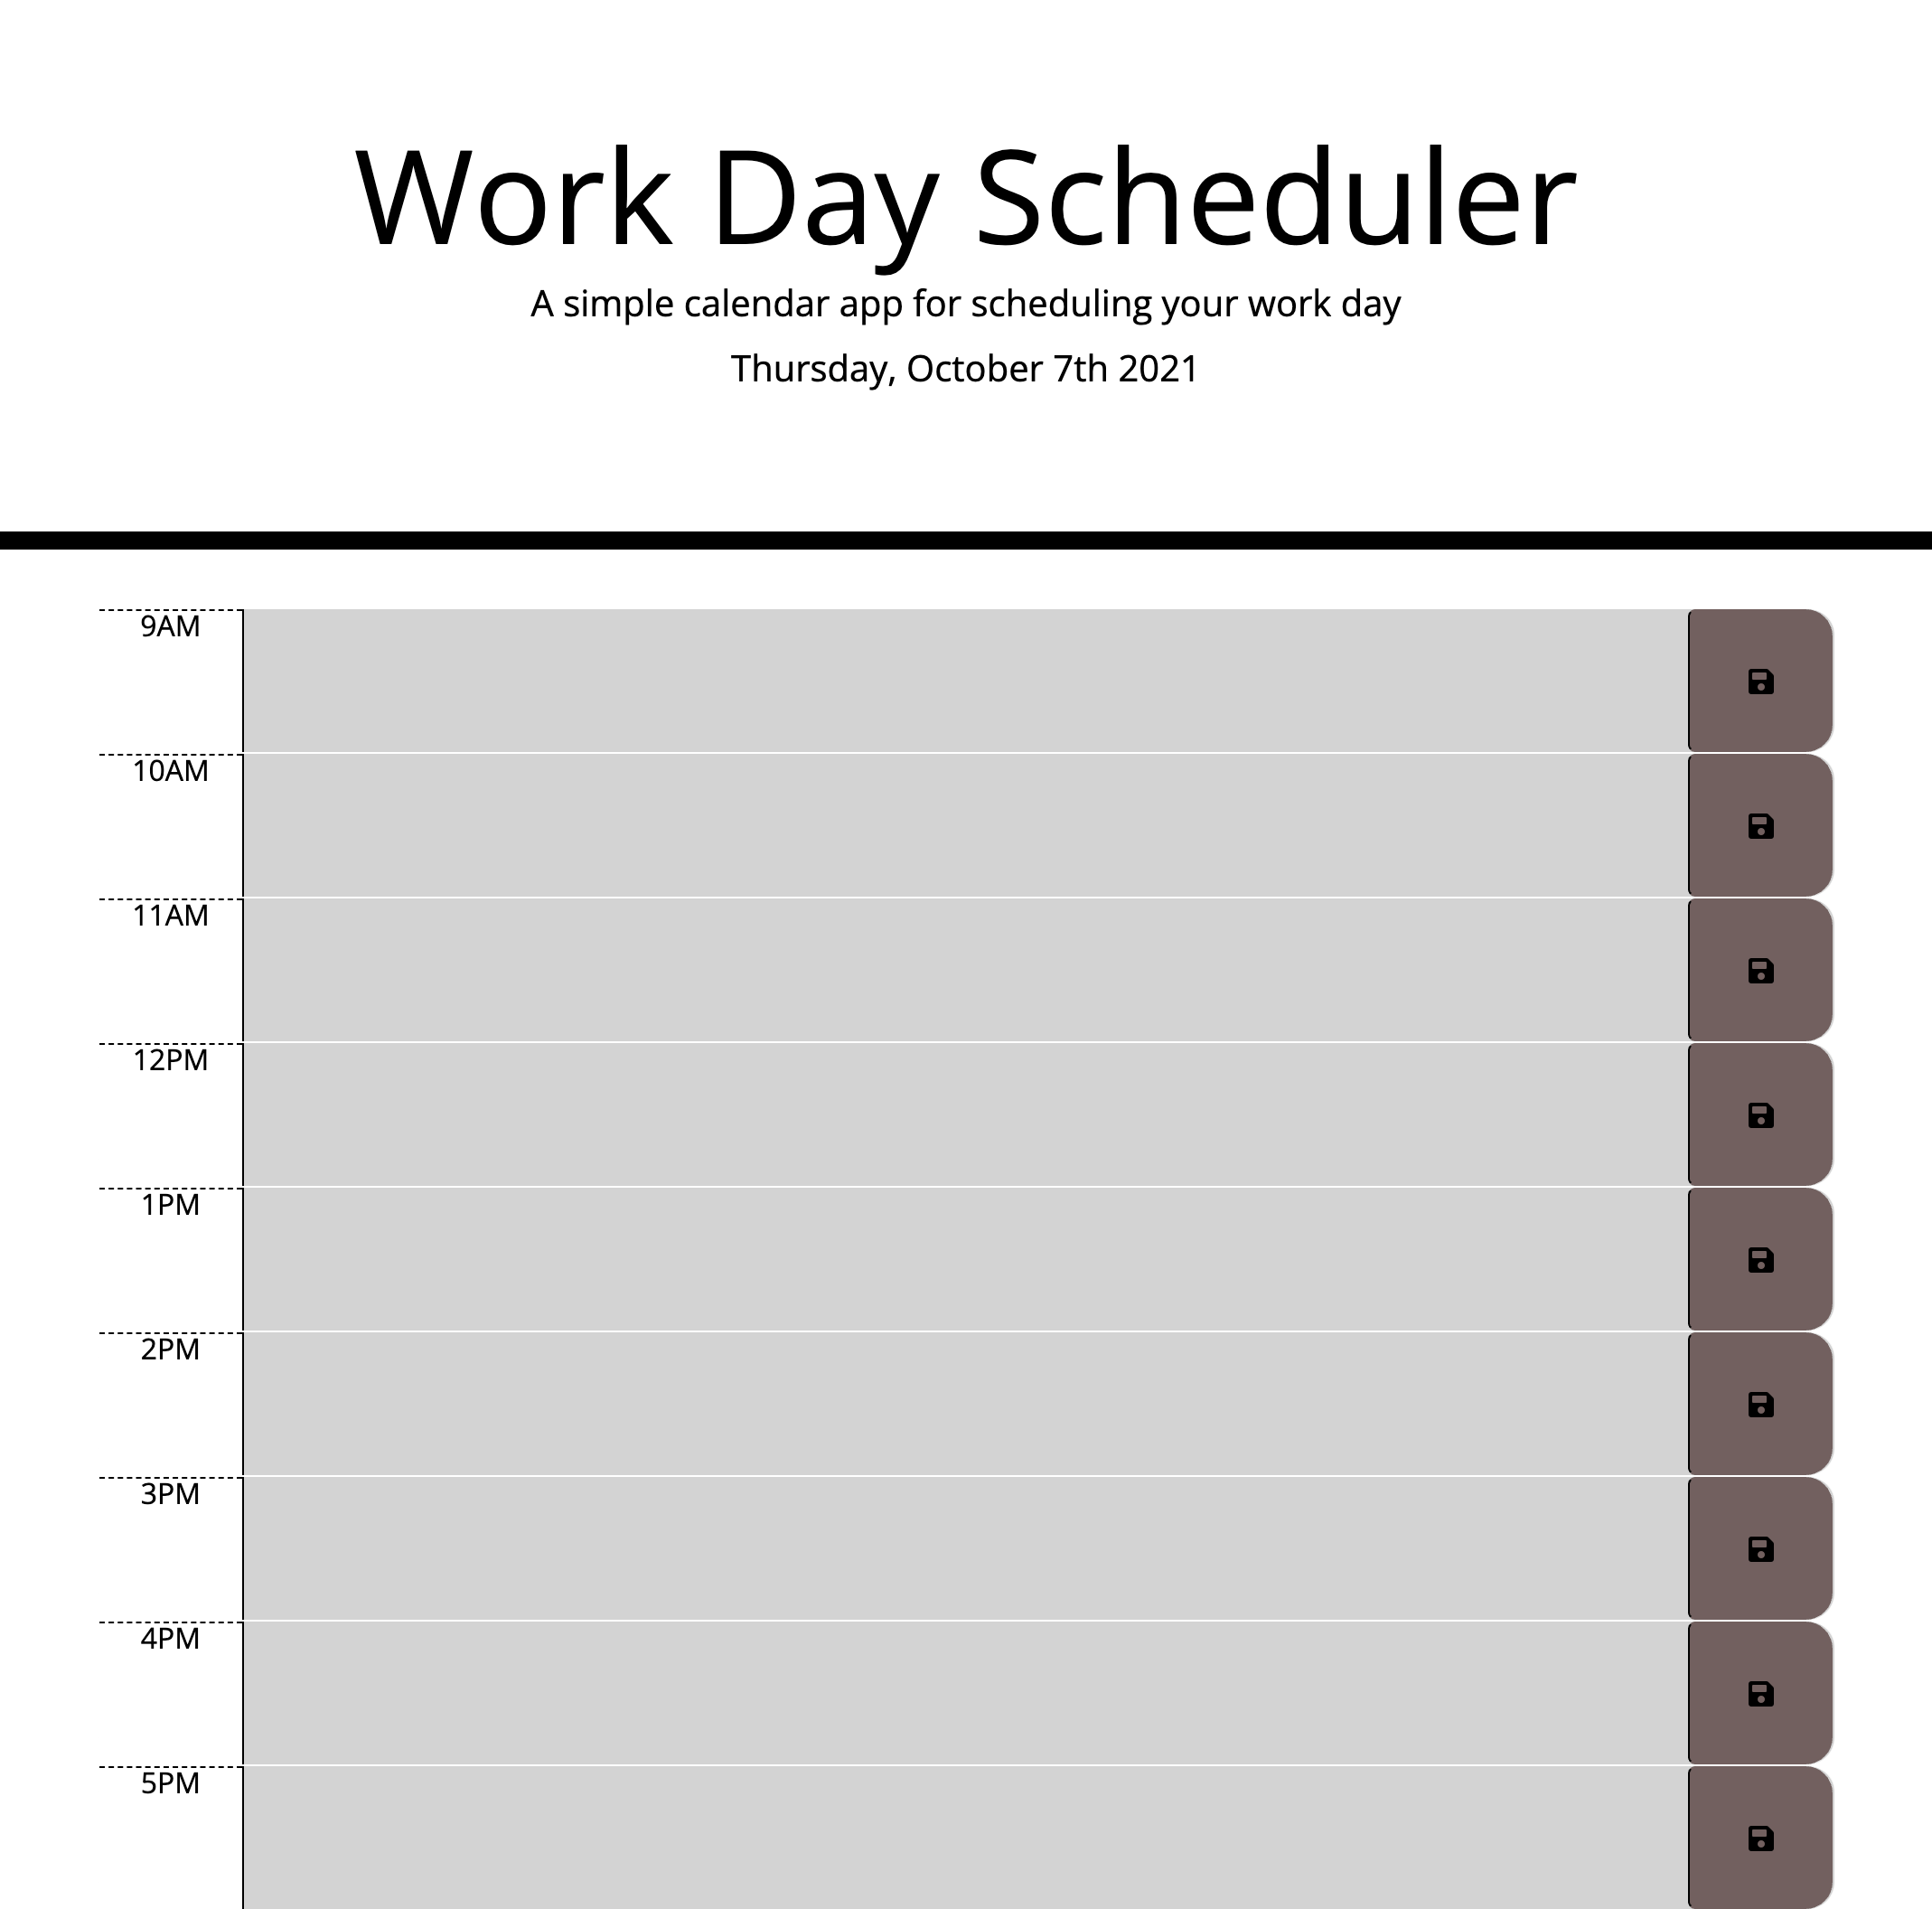 Work Day Scheduler
A simple calendar app for scheduling your work day
Thursday, October 7th 2021
9AM
10AM
11AM
12PM
1PM
2PM
3PM
4PM
5PM